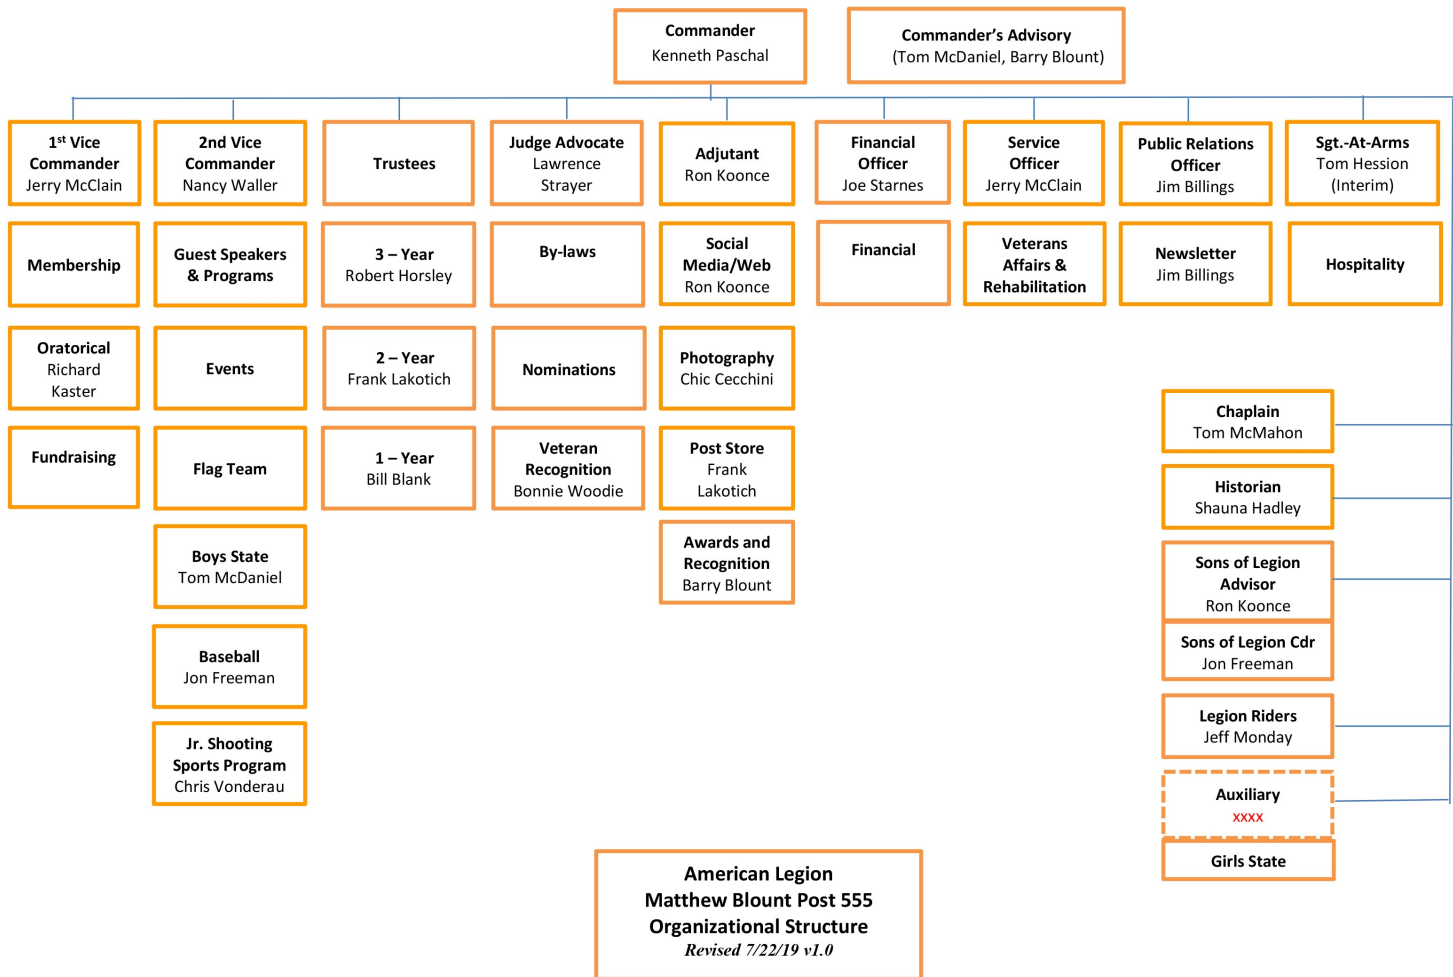 Commander
Kenneth Paschal
Commander's Advisory
(Tom McDaniel, Barry Blount)
1st Vice
Commander
Jerry McClain
2nd Vice
Commander
Nancy Waller
Trustees
Judge Advocate
Lawrence
Strayer
Adjutant
Ron Koonce
Financial
Officer
Joe Starnes
Service
Officer
Jerry McClain
Public Relations
Officer
Jim Billings
Sgt.-At-Arms
Tom Hession
(Interim)
Membership
Guest Speakers
& Programs
3 – Year
Robert Horsley
By-laws
Social
Media/Web
Ron Koonce
Financial
Veterans
Affairs &
Rehabilitation
Newsletter
Jim Billings
Hospitality
Oratorical
Richard
Kaster
Events
2 – Year
Frank Lakotich
Nominations
Photography
Chic Cecchini
Fundraising
Flag Team
1 – Year
Bill Blank
Veteran
Recognition
Bonnie Woodie
Post Store
Frank
Lakotich
Boys State
Tom McDaniel
Awards and
Recognition
Barry Blount
Baseball
Jon Freeman
Jr. Shooting
Sports Program
Chris Vonderau
Chaplain
Tom McMahon
Historian
Shauna Hadley
Sons of Legion
Advisor
Ron Koonce
Sons of Legion Cdr
Jon Freeman
Legion Riders
Jeff Monday
Auxiliary
xxxx
Girls State
American Legion
Matthew Blount Post 555
Organizational Structure
Revised 7/22/19 v1.0